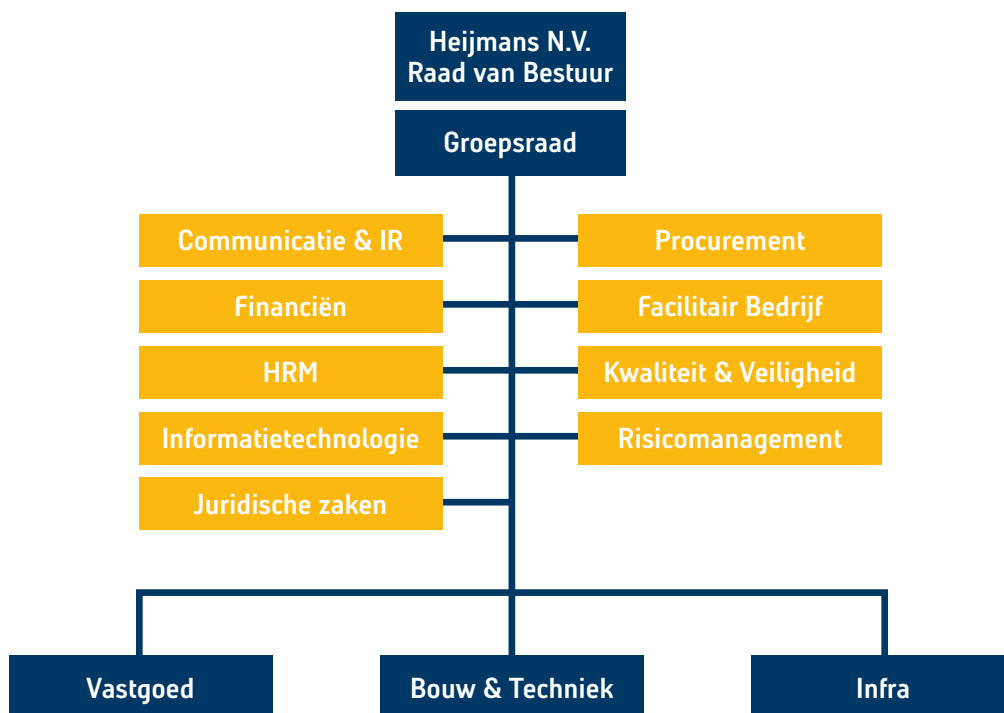 Heijmans N.V.
Raad van Bestuur
Groepsraad
Communicatie & IR
Procurement
Financiën
Facilitair Bedrijf
HRM
Kwaliteit & Veiligheid
Informatietechnologie
Risicomanagement
Juridische zaken
Vastgoed
Bouw & Techniek
Infra